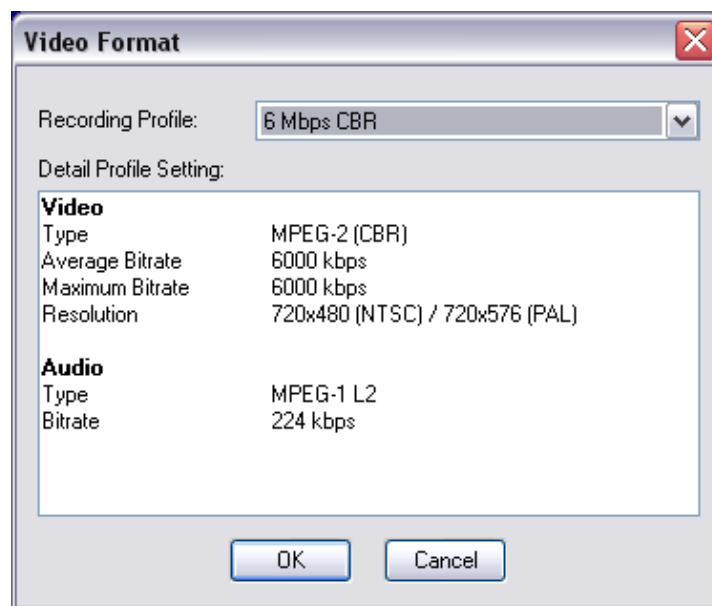 Video Format
Recording Profile: 6 Mbps CBR
Detail Profile Setting:
Video
Type MPEG-2 (CBR)
Average Bitrate 6000 kbps
Maximum Bitrate 6000 kbps
Resolution 720x480 (NTSC) / 720x576 (PAL)
Audio
Type MPEG-1 L2
Bitrate 224 kbps
OK Cancel